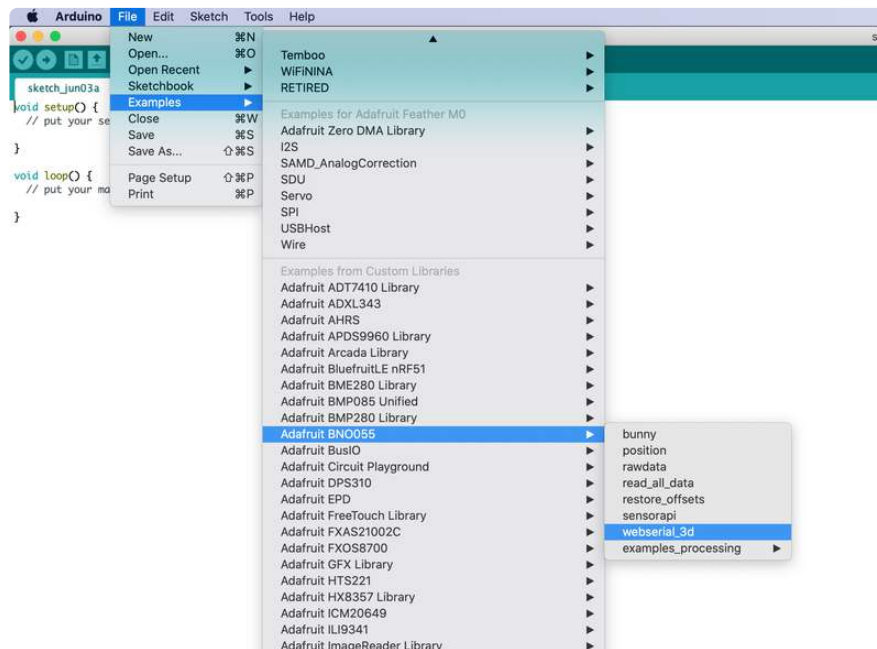 Arduino File Edit Sketch Tools Help
s
New ⌘N
Open... ⌘O
Open Recent
Sketchbook
Examples
Close ⌘W
Save ⌘S
Save As... ⇧⌘S
Page Setup ⇧⌘P
Print ⌘P
sketch_jun03a
void setup() {
// put your se
}
void loop() {
// put your ma
}
Temboo
WiFiNINA
RETIRED
Examples for Adafruit Feather M0
Adafruit Zero DMA Library
I2S
SAMD_AnalogCorrection
SDU
Servo
SPI
USBHost
Wire
Examples from Custom Libraries
Adafruit ADT7410 Library
Adafruit ADXL343
Adafruit AHRS
Adafruit APDS9960 Library
Adafruit Arcada Library
Adafruit BluefruitLE nRF51
Adafruit BME280 Library
Adafruit BMP085 Unified
Adafruit BMP280 Library
Adafruit BNO055
Adafruit BusIO
Adafruit Circuit Playground
Adafruit DPS310
Adafruit EPD
Adafruit FreeTouch Library
Adafruit FXAS21002C
Adafruit FXOS8700
Adafruit GFX Library
Adafruit HTS221
Adafruit HX8357 Library
Adafruit ICM20649
Adafruit ILI9341
Adafruit ImageReader Library
bunny
position
rawdata
read_all_data
restore_offsets
sensorapi
webserial_3d
examples_processing